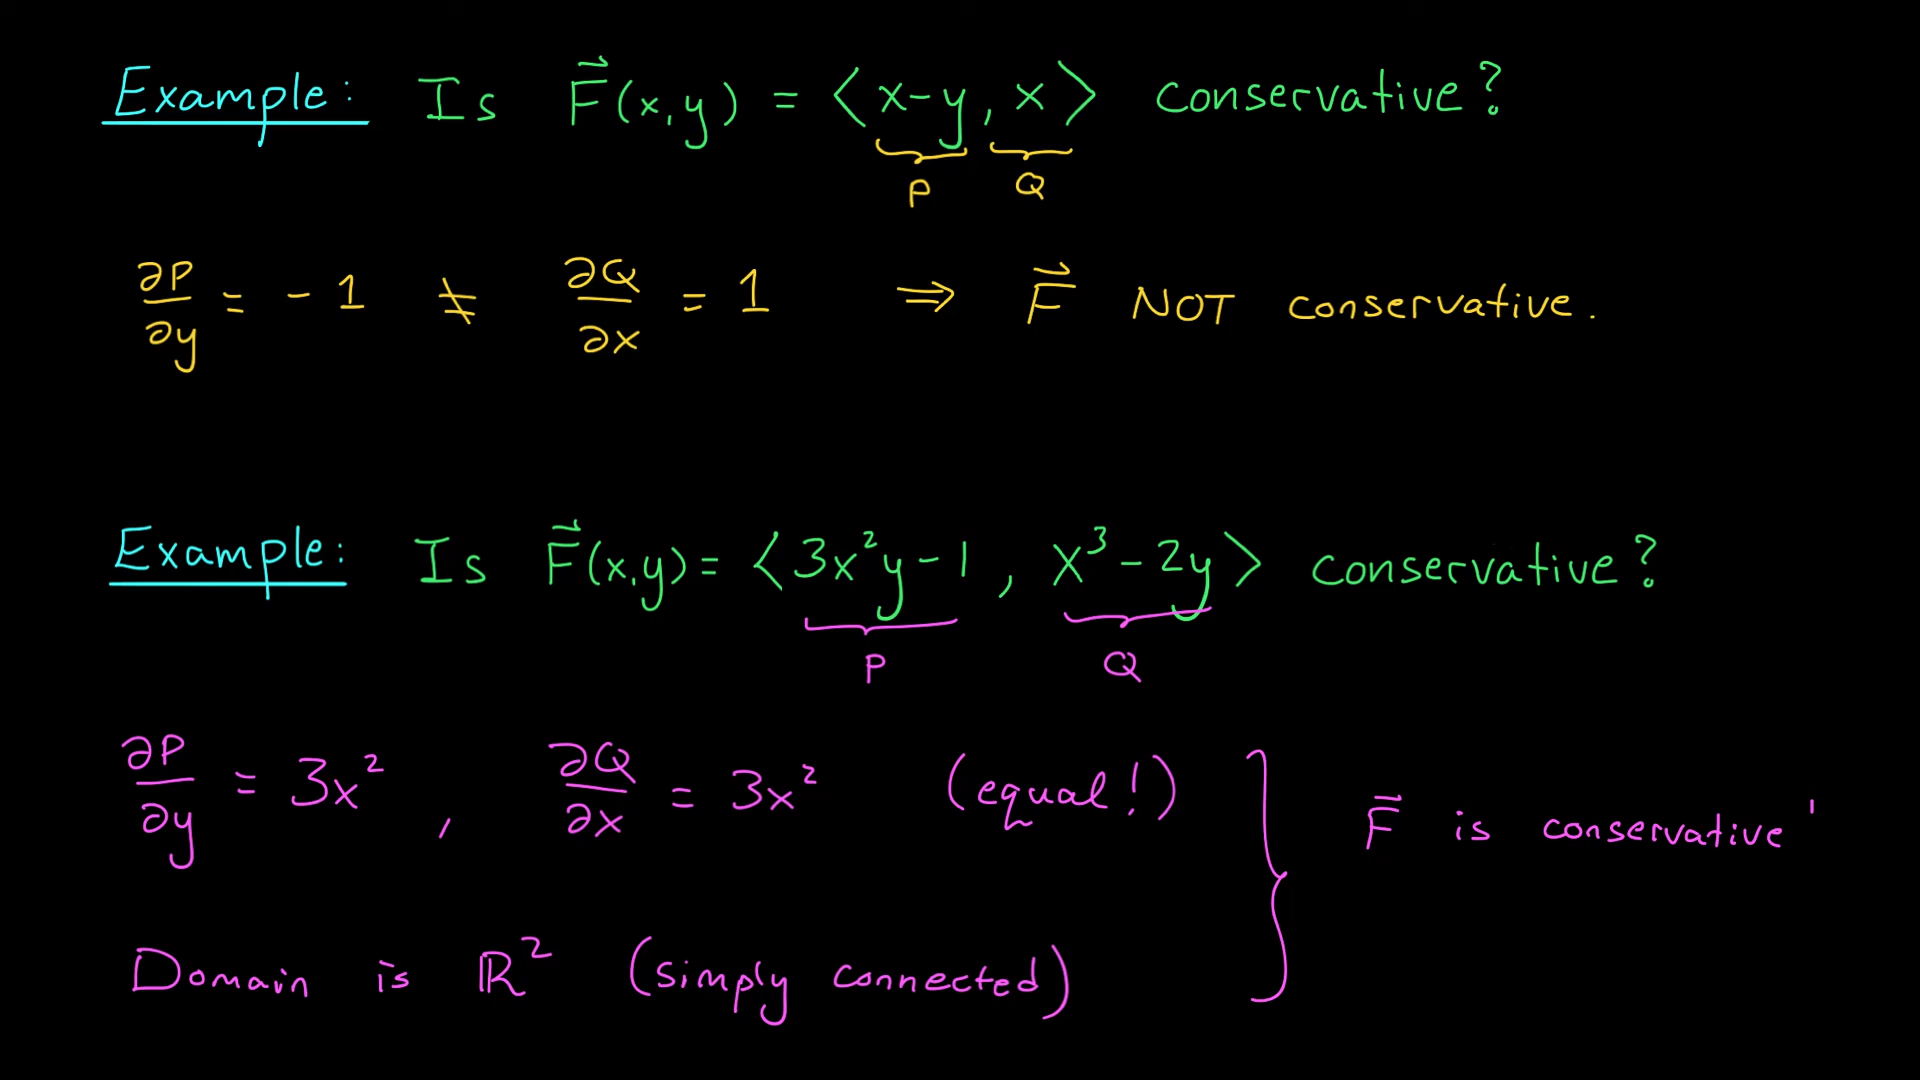 Example: Is F⃗(x,y) = ⟨x-y, x⟩ conservative?
P Q
∂P/∂y = -1 ≠ ∂Q/∂x = 1 ⇒ F⃗ NOT conservative.
Example: Is F⃗(x,y) = ⟨3x²y-1, x³-2y⟩ conservative?
P Q
∂P/∂y = 3x², ∂Q/∂x = 3x² (equal!) } F⃗ is conservative
Domain is ℝ² (simply connected)